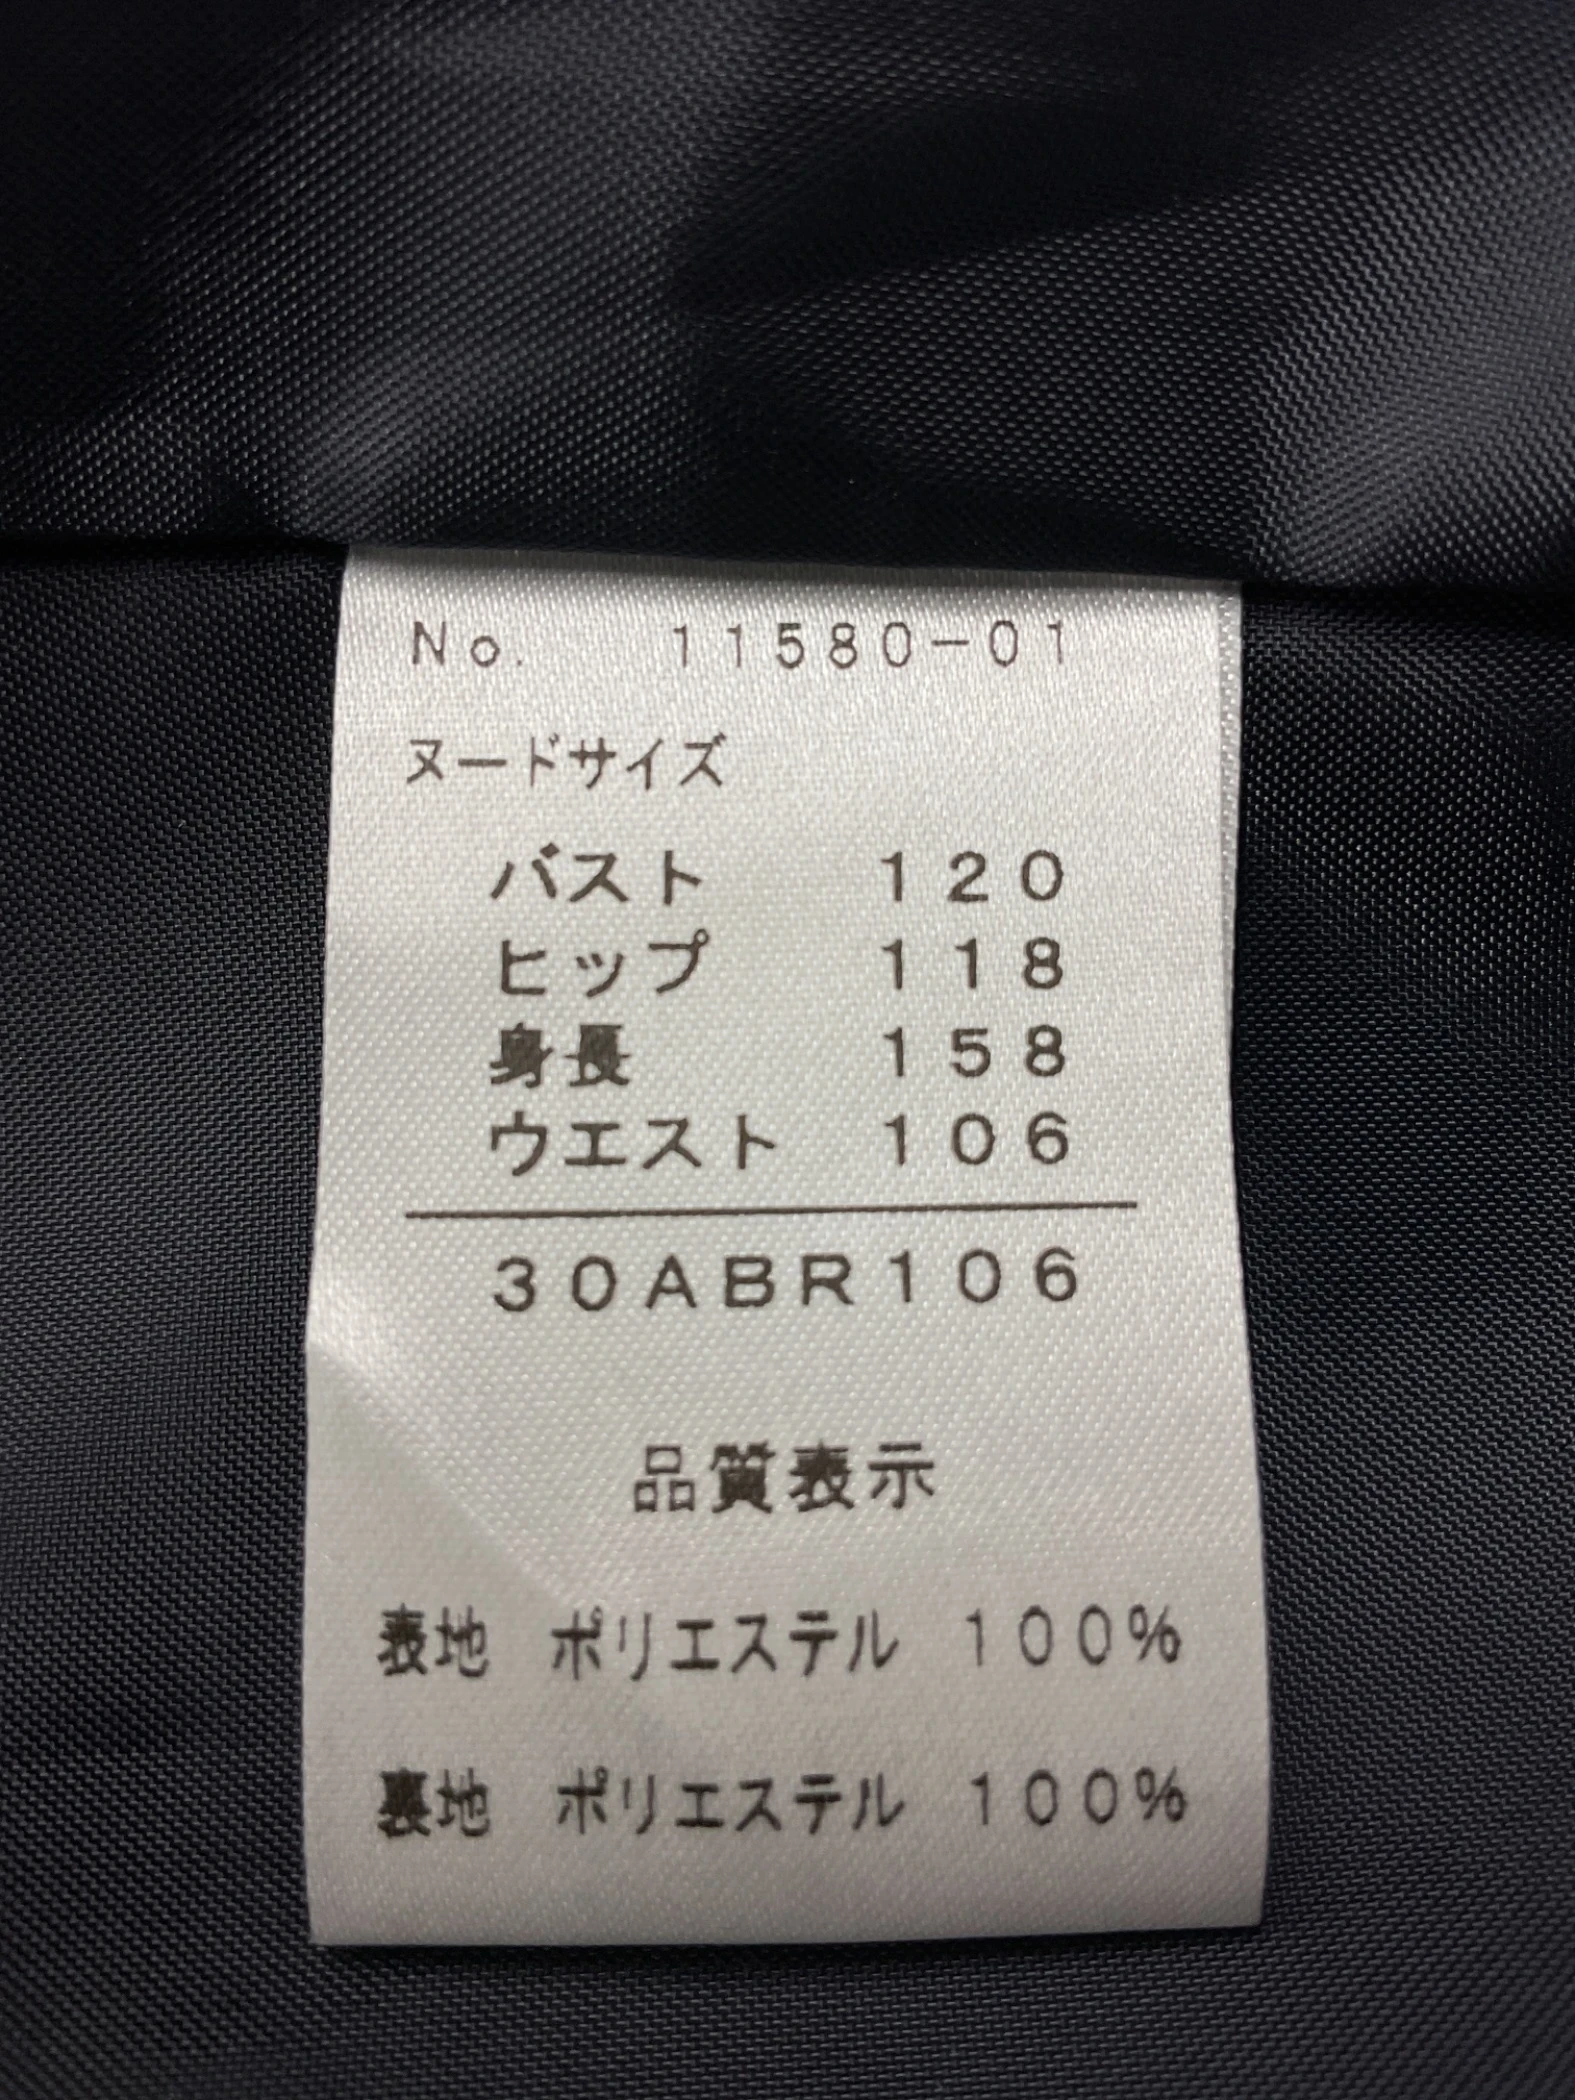 No. 11580-01
ヌードサイズ
バスト 120
ヒップ 118
身長 158
ウエスト 106
30ABR106
品質表示
表地 ポリエステル 100%
裏地 ポリエステル 100%